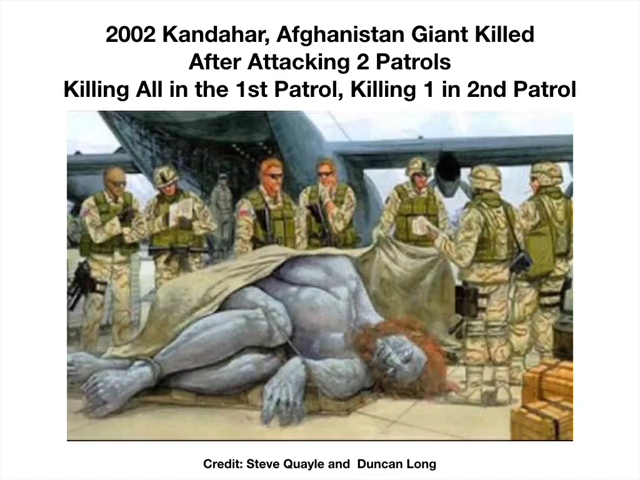 2002 Kandahar, Afghanistan Giant Killed
After Attacking 2 Patrols
Killing All in the 1st Patrol, Killing 1 in 2nd Patrol
Credit: Steve Quayle and  Duncan Long